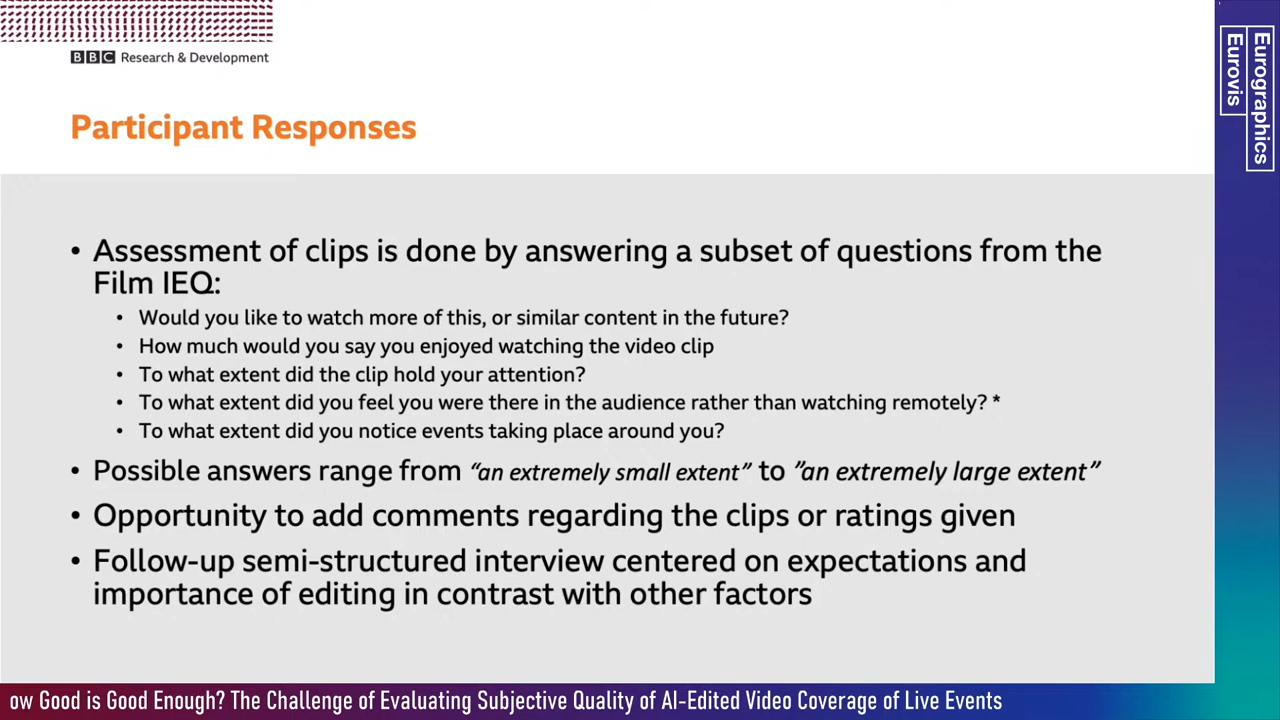 BBC Research & Development
Eurographics
Eurovis
Participant Responses
• Assessment of clips is done by answering a subset of questions from the
Film IEQ:
• Would you like to watch more of this, or similar content in the future?
• How much would you say you enjoyed watching the video clip
• To what extent did the clip hold your attention?
• To what extent did you feel you were there in the audience rather than watching remotely? *
• To what extent did you notice events taking place around you?
• Possible answers range from “an extremely small extent” to ”an extremely large extent”
• Opportunity to add comments regarding the clips or ratings given
• Follow-up semi-structured interview centered on expectations and
importance of editing in contrast with other factors
ow Good is Good Enough? The Challenge of Evaluating Subjective Quality of AI-Edited Video Coverage of Live Events